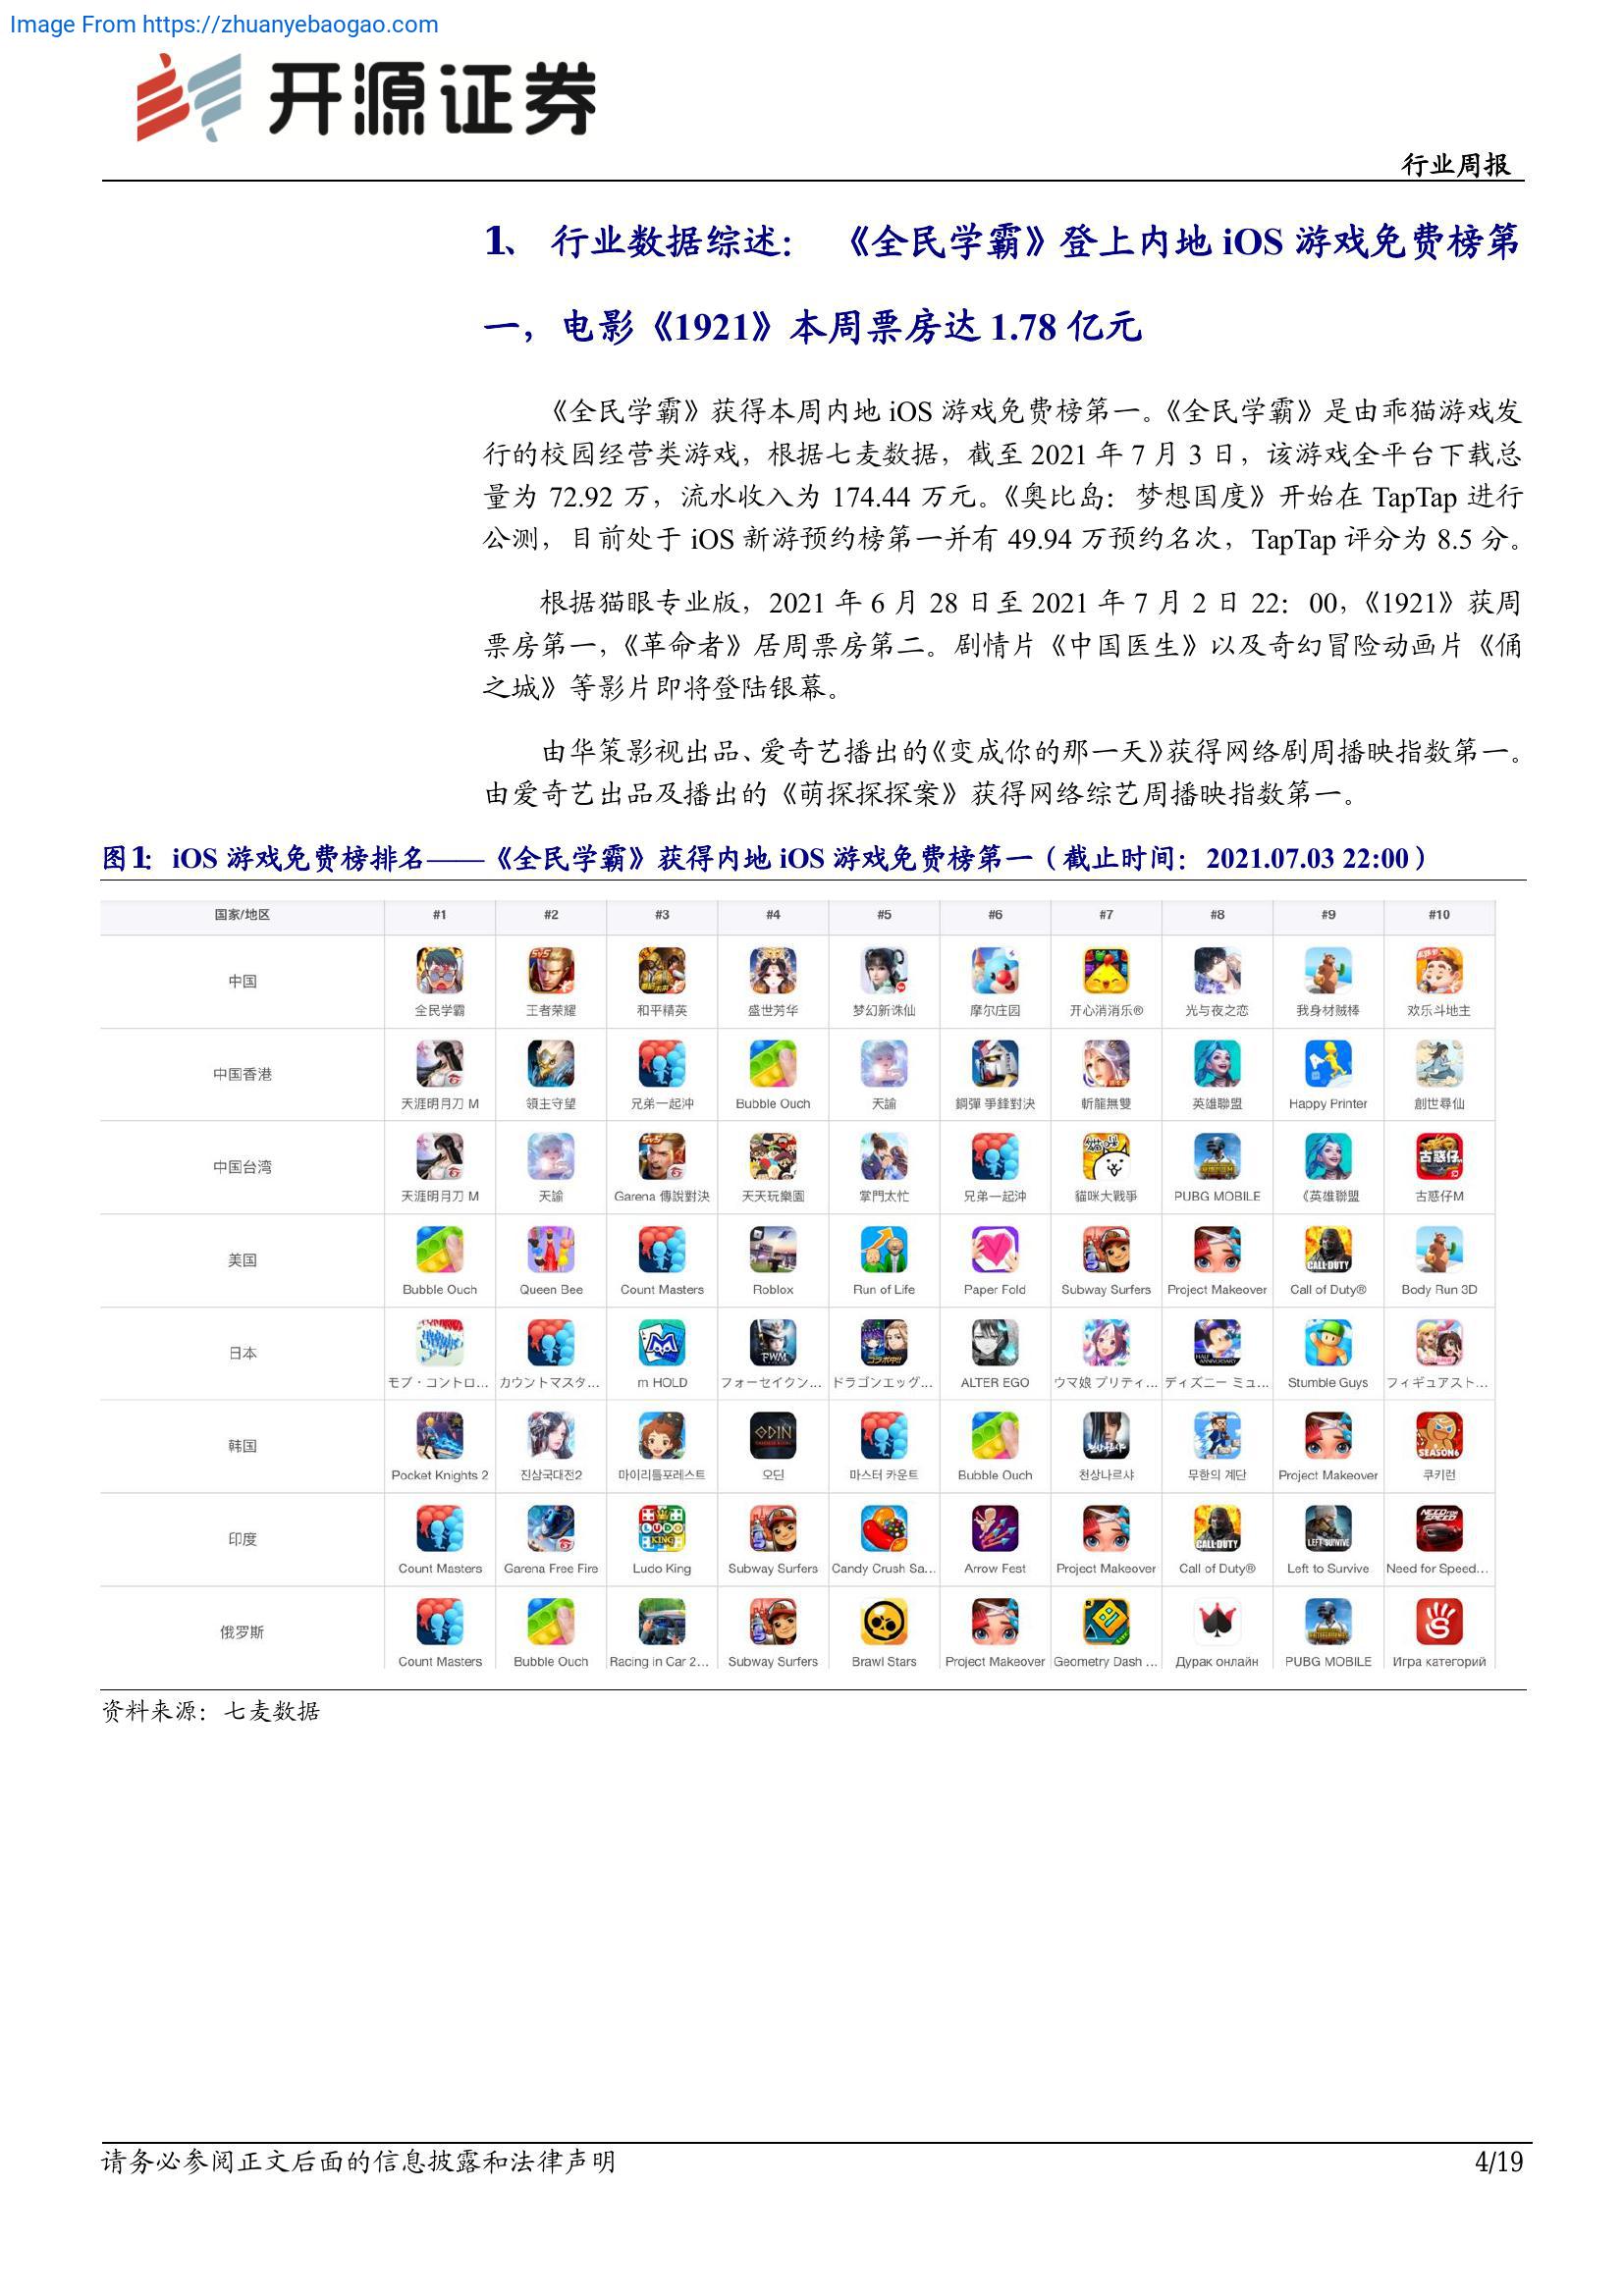 Image From https://zhuanyebaogao.com
开源证券
行业周报
1、 行业数据综述： 《全民学霸》登上内地 iOS 游戏免费榜第
一，电影《1921》本周票房达 1.78 亿元
《全民学霸》获得本周内地 iOS 游戏免费榜第一。《全民学霸》是由乖猫游戏发
行的校园经营类游戏，根据七麦数据，截至 2021 年 7 月 3 日，该游戏全平台下载总
量为 72.92 万，流水收入为 174.44 万元。《奥比岛：梦想国度》开始在 TapTap 进行
公测，目前处于 iOS 新游预约榜第一并有 49.94 万预约名次，TapTap 评分为 8.5 分。
根据猫眼专业版，2021 年 6 月 28 日至 2021 年 7 月 2 日 22：00，《1921》获周
票房第一，《革命者》居周票房第二。剧情片《中国医生》以及奇幻冒险动画片《俑
之城》等影片即将登陆银幕。
由华策影视出品、爱奇艺播出的《变成你的那一天》获得网络剧周播映指数第一。
由爱奇艺出品及播出的《萌探探探案》获得网络综艺周播映指数第一。
图1：iOS 游戏免费榜排名——《全民学霸》获得内地 iOS 游戏免费榜第一（截止时间：2021.07.03 22:00）
国家/地区 #1 #2 #3 #4 #5 #6 #7 #8 #9 #10
中国 全民学霸 王者荣耀 和平精英 盛世芳华 梦幻新诛仙 摩尔庄园 开心消消乐® 光与夜之恋 我身材贼棒 欢乐斗地主
中国香港 天涯明月刀 M 領主守望 兄弟一起沖 Bubble Ouch 天諭 鋼彈 爭鋒對決 斬龍無雙 英雄聯盟 Happy Printer 創世尋仙
中国台湾 天涯明月刀 M 天諭 Garena 傳說對決 天天玩樂園 掌門太忙 兄弟一起沖 貓咪大戰爭 PUBG MOBILE 《英雄聯盟 古惑仔M
美国 Bubble Ouch Queen Bee Count Masters Roblox Run of Life Paper Fold Subway Surfers Project Makeover Call of Duty® Body Run 3D
日本 モブ・コントロ... カウントマスタ... m HOLD フォーセイクン... ドラゴンエッグ... ALTER EGO ウマ娘 プリティ... ディズニー ミュ... Stumble Guys フィギュアスト...
韩国 Pocket Knights 2 진삼국대전2 마이리틀포레스트 오딘 마스터 카운트 Bubble Ouch 천상나르샤 무한의 계단 Project Makeover 쿠키런
印度 Count Masters Garena Free Fire Ludo King Subway Surfers Candy Crush Sa... Arrow Fest Project Makeover Call of Duty® Left to Survive Need for Speed...
俄罗斯 Count Masters Bubble Ouch Racing in Car 2... Subway Surfers Brawl Stars Project Makeover Geometry Dash ... Дурак онлайн PUBG MOBILE Игра категорий
资料来源：七麦数据
请务必参阅正文后面的信息披露和法律声明
4/19